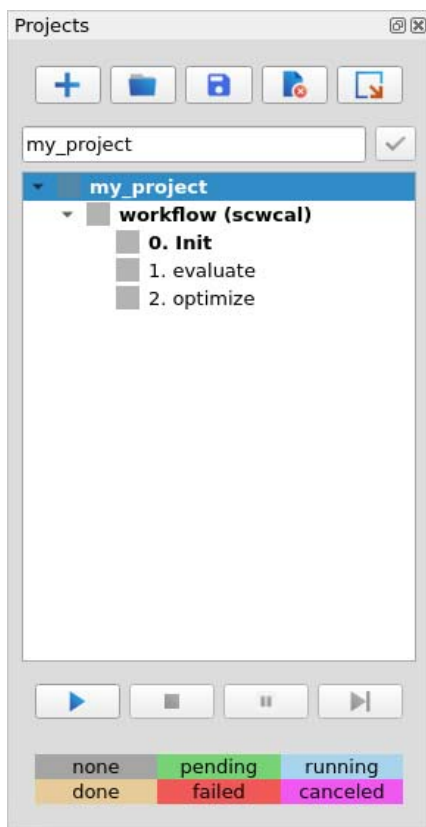 Projects
my_project
my_project
workflow (scwcal)
0. Init
1. evaluate
2. optimize
none pending running
done failed canceled